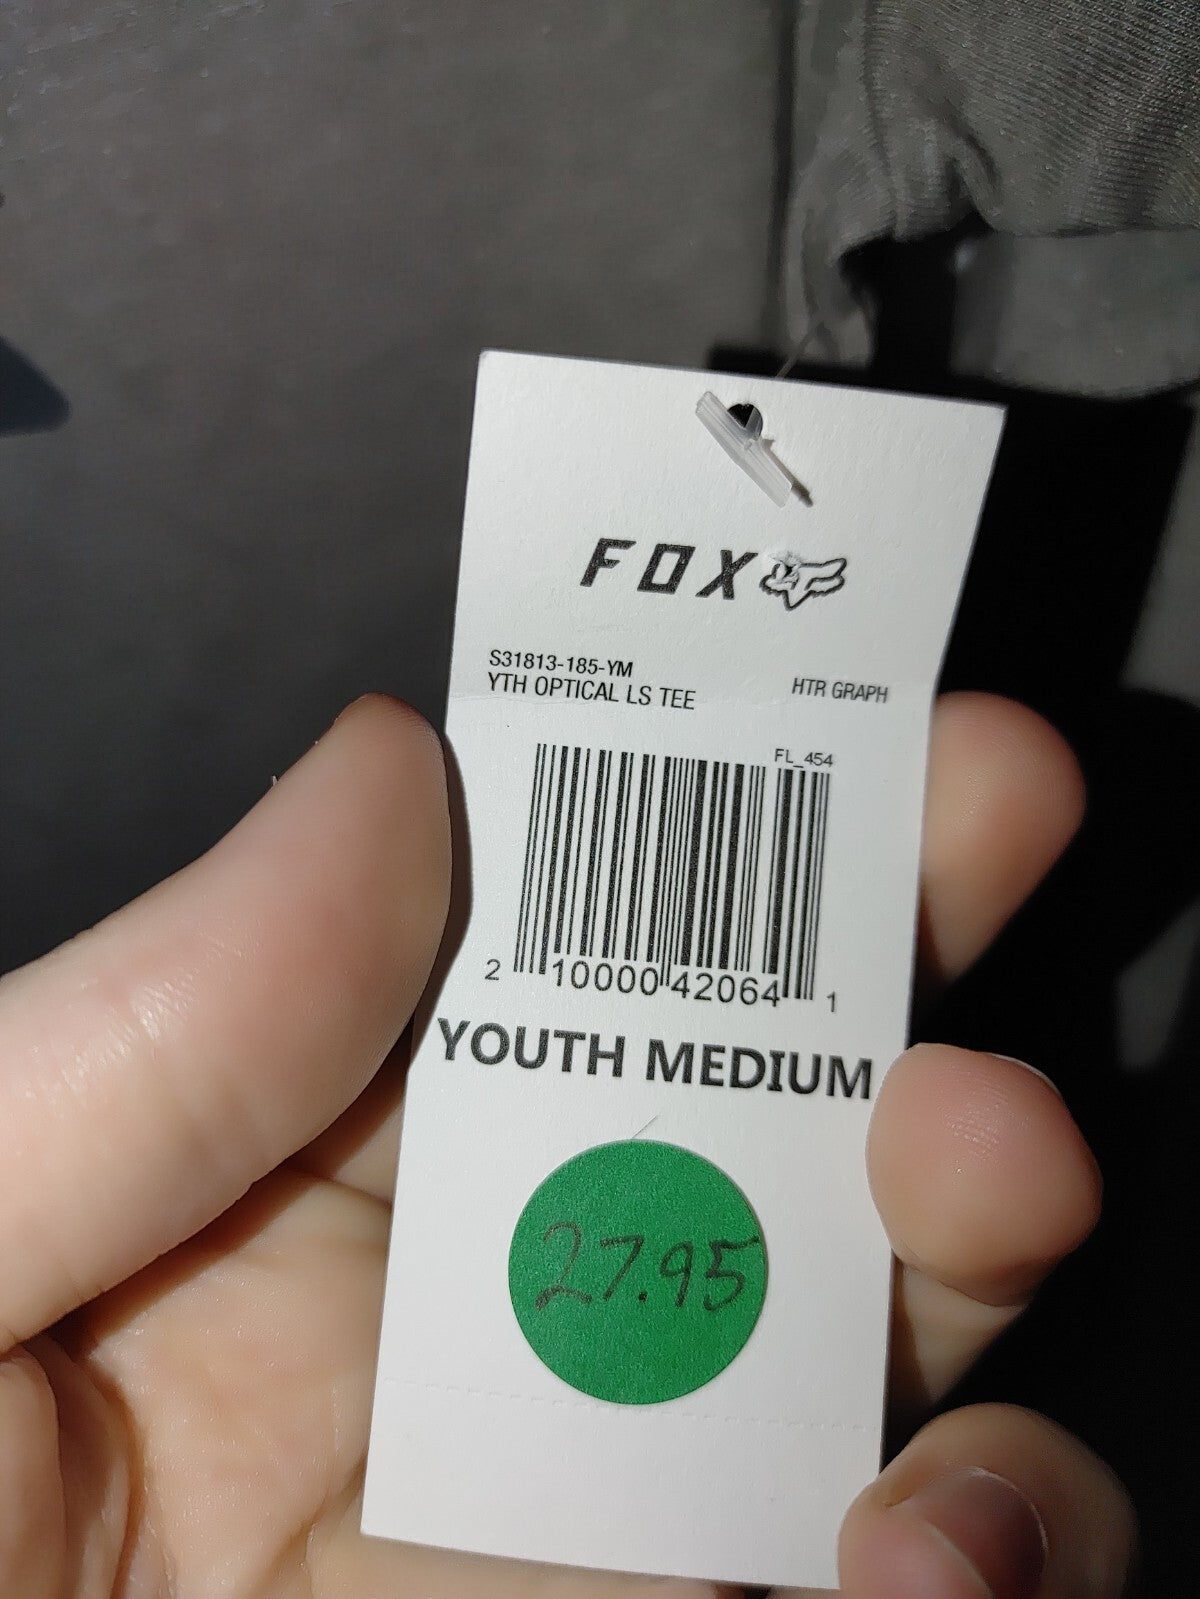 FOX
S31813-185-YM
YTH OPTICAL LS TEE HTR GRAPH
FL_454
2 10000 42064 1
YOUTH MEDIUM
27.95